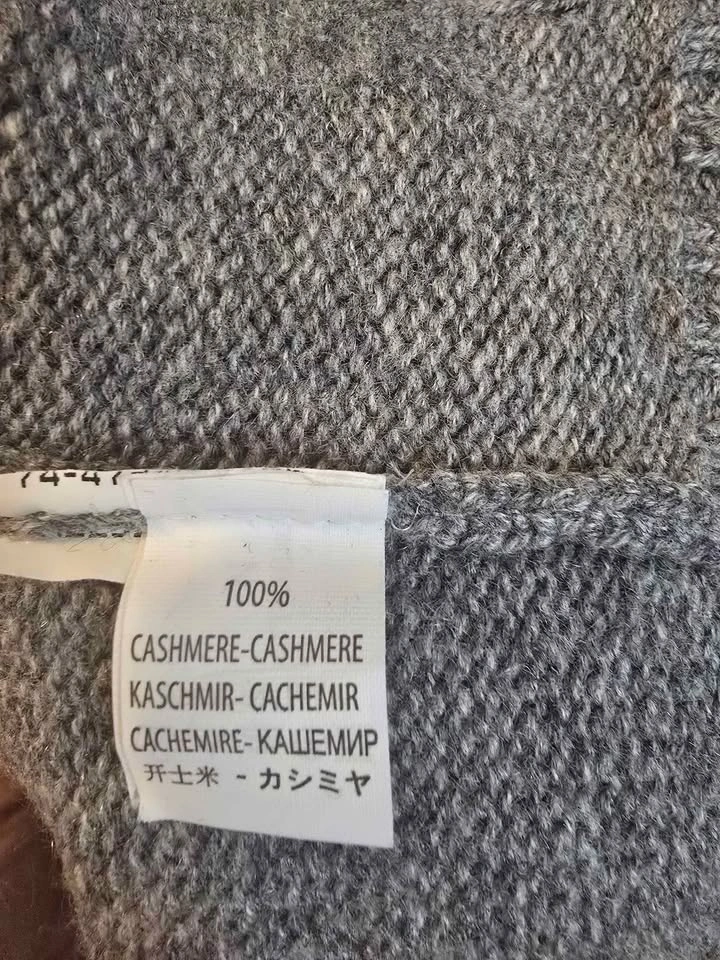 100%
CASHMERE-CASHMERE
KASCHMIR- CACHEMIR
CACHEMIRE- КАШЕМИР
开士米 - カシミヤ